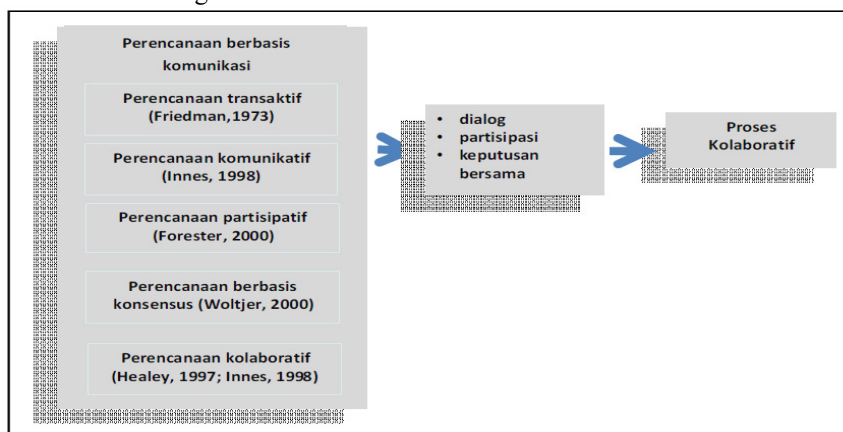 Perencanaan berbasis
komunikasi
Perencanaan transaktif
(Friedman,1973)
Perencanaan komunikatif
(Innes, 1998)
Perencanaan partisipatif
(Forester, 2000)
Perencanaan berbasis
konsensus (Woltjer, 2000)
Perencanaan kolaboratif
(Healey, 1997; Innes, 1998)
• dialog
• partisipasi
• keputusan
bersama
Proses
Kolaboratif